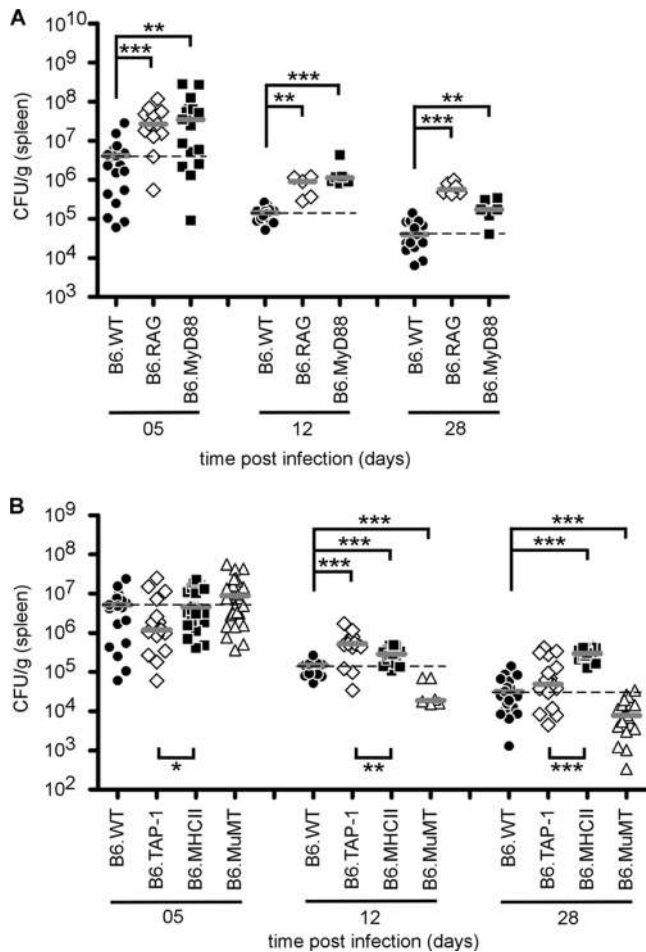 A
10^10
10^9
10^8
10^7
10^6
10^5
10^4
10^3
CFU/g (spleen)
**
***
***
**
**
***
B6.WT
B6.RAG
B6.MyD88
B6.WT
B6.RAG
B6.MyD88
B6.WT
B6.RAG
B6.MyD88
05 12 28
time post infection (days)
B
10^9
10^8
10^7
10^6
10^5
10^4
10^3
10^2
CFU/g (spleen)
***
***
***
***
***
*
**
***
B6.WT
B6.TAP-1
B6.MHCII
B6.MuMT
B6.WT
B6.TAP-1
B6.MHCII
B6.MuMT
B6.WT
B6.TAP-1
B6.MHCII
B6.MuMT
05 12 28
time post infection (days)